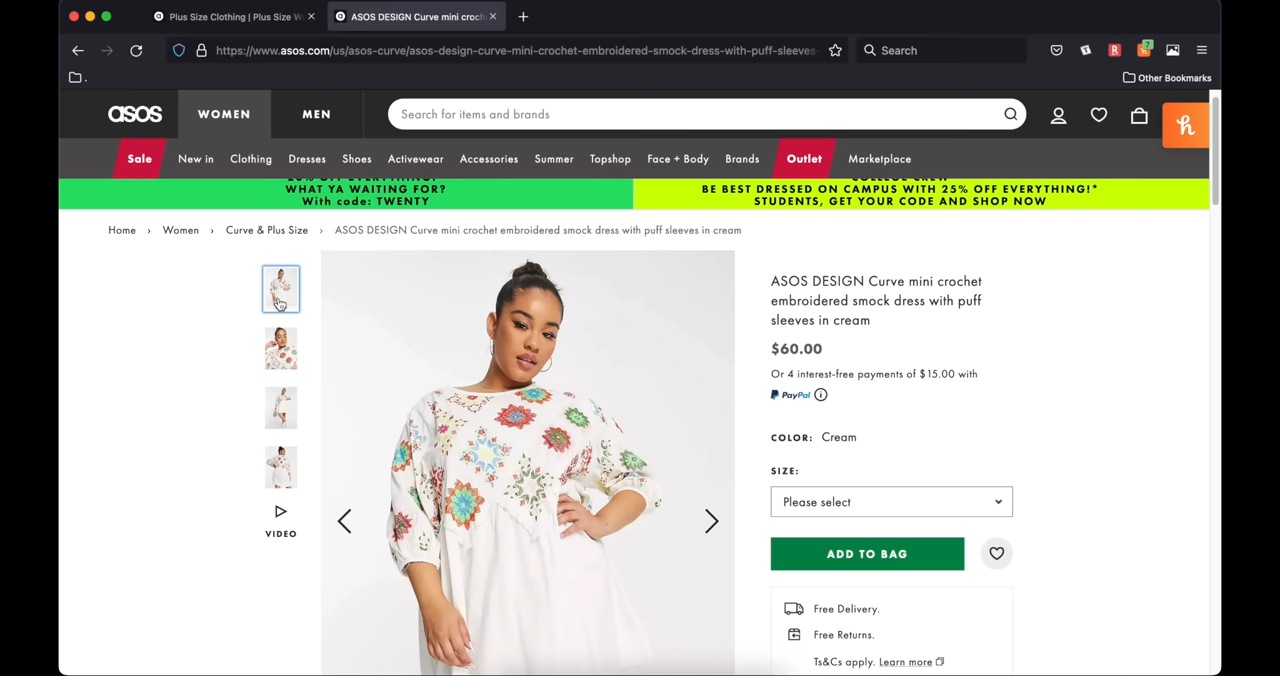 Plus Size Clothing | Plus Size W
ASOS DESIGN Curve mini croch
https://www.asos.com/us/asos-curve/asos-design-curve-mini-crochet-embroidered-smock-dress-with-puff-sleeves-
Search
7
.
Other Bookmarks
asos
WOMEN
MEN
Search for items and brands
h
Sale
New in
Clothing
Dresses
Shoes
Activewear
Accessories
Summer
Topshop
Face + Body
Brands
Outlet
Marketplace
20% OFF EVERYTHING!
WHAT YA WAITING FOR?
With code: TWENTY
COLLEGE CREW
BE BEST DRESSED ON CAMPUS WITH 25% OFF EVERYTHING!*
STUDENTS, GET YOUR CODE AND SHOP NOW
Home › Women › Curve & Plus Size › ASOS DESIGN Curve mini crochet embroidered smock dress with puff sleeves in cream
VIDEO
ASOS DESIGN Curve mini crochet
embroidered smock dress with puff
sleeves in cream
$60.00
Or 4 interest-free payments of $15.00 with
PayPal
COLOR: Cream
SIZE:
Please select
ADD TO BAG
Free Delivery.
Free Returns.
Ts&Cs apply. Learn more